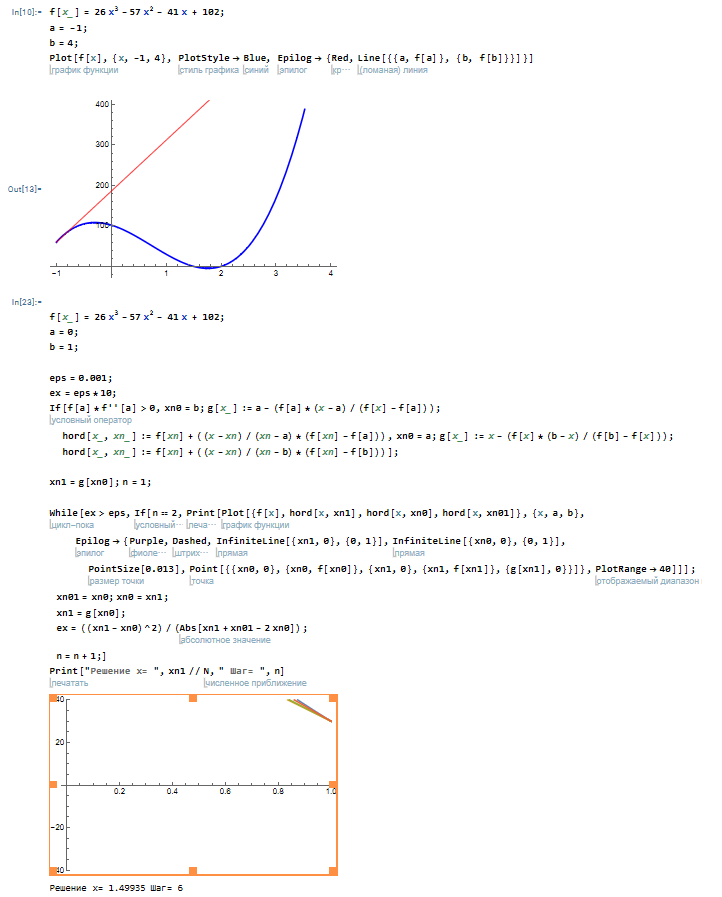 In[10]:= f[x_] = 26 x³ - 57 x² - 41 x + 102;
a = -1;
b = 4;
Plot[f[x], {x, -1, 4}, PlotStyle → Blue, Epilog → {Red, Line[{{a, f[a]}, {b, f[b]}}]}]
график функции стиль графика синий эпилог кр⋯ (ломаная) линия
400
300
Out[13]= 200
100
-1 1 2 3 4
In[23]:=
f[x_] = 26 x³ - 57 x² - 41 x + 102;
a = 0;
b = 1;
eps = 0.001;
ex = eps * 10;
If[f[a] * f''[a] > 0, xn0 = b; g[x_] := a - (f[a] * (x - a) / (f[x] - f[a]));
условный оператор
hord[x_, xn_] := f[xn] + ((x - xn) / (xn - a) * (f[xn] - f[a])), xn0 = a; g[x_] := x - (f[x] * (b - x) / (f[b] - f[x]));
hord[x_, xn_] := f[xn] + ((x - xn) / (xn - b) * (f[xn] - f[b]))];
xn1 = g[xn0]; n = 1;
While[ex > eps, If[n == 2, Print[Plot[{f[x], hord[x, xn1], hord[x, xn0], hord[x, xn01]}, {x, a, b},
цикл-пока условный⋯ печа⋯ график функции
Epilog → {Purple, Dashed, InfiniteLine[{xn1, 0}, {0, 1}], InfiniteLine[{xn0, 0}, {0, 1}],
эпилог фиоле⋯ штрих⋯ прямая прямая
PointSize[0.013], Point[{{xn0, 0}, {xn0, f[xn0]}, {xn1, 0}, {xn1, f[xn1]}, {g[xn1], 0}}]}, PlotRange → 40]]];
размер точки точка отображаемый диапазон
xn01 = xn0; xn0 = xn1;
xn1 = g[xn0];
ex = ((xn1 - xn0)^2) / (Abs[xn1 + xn01 - 2 xn0]);
абсолютное значение
n = n + 1;]
Print["Решение x= ", xn1 // N, " Шаг= ", n]
печатать численное приближение
40
20
0.2 0.4 0.6 0.8 1.0
-20
40
Решение x= 1.49935 Шаг= 6